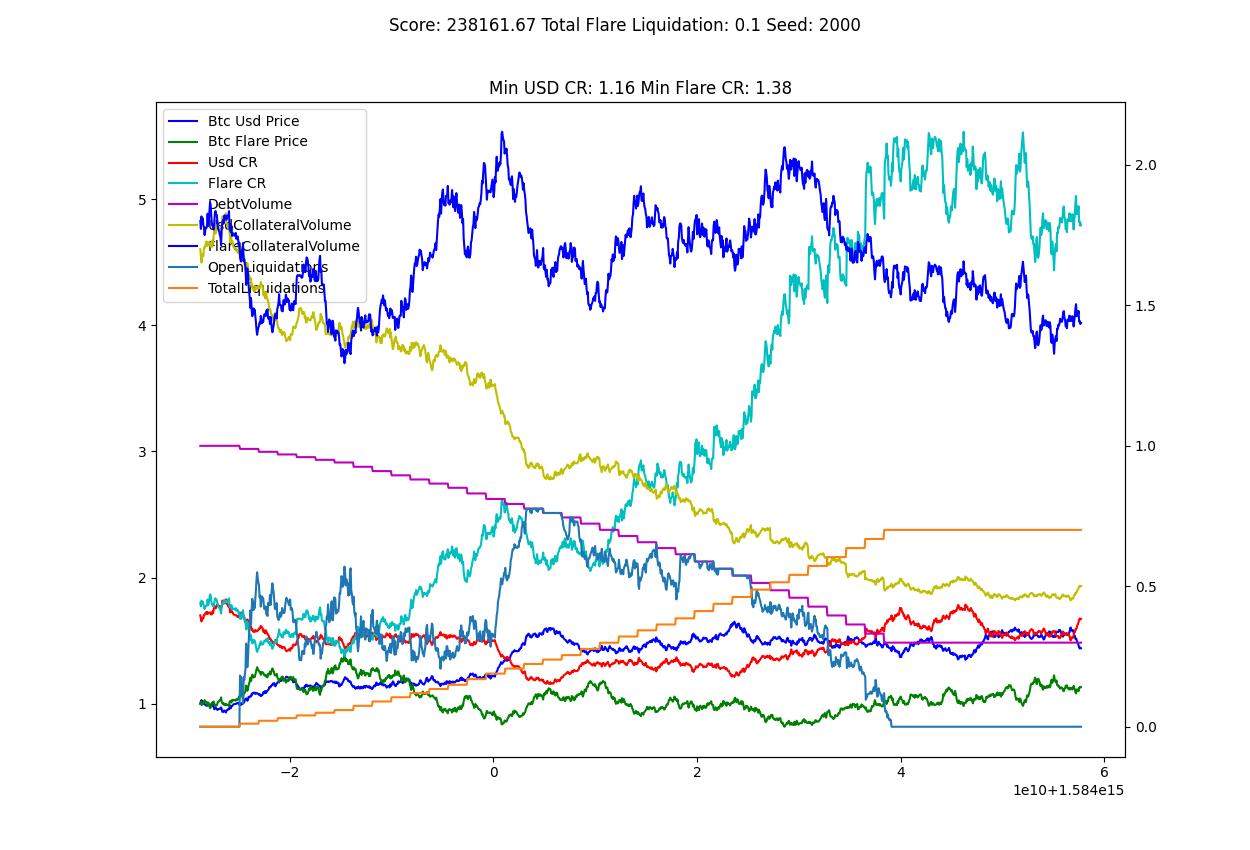 Score: 238161.67 Total Flare Liquidation: 0.1 Seed: 2000
Min USD CR: 1.16 Min Flare CR: 1.38
Btc Usd Price
Btc Flare Price
Usd CR
Flare CR
DebtVolume
UsdCollateralVolume
FlareCollateralVolume
OpenLiquidations
TotalLiquidations
5
4
3
2
1
2.0
1.5
1.0
0.5
0.0
−2
0
2
4
6
1e10+1.584e15